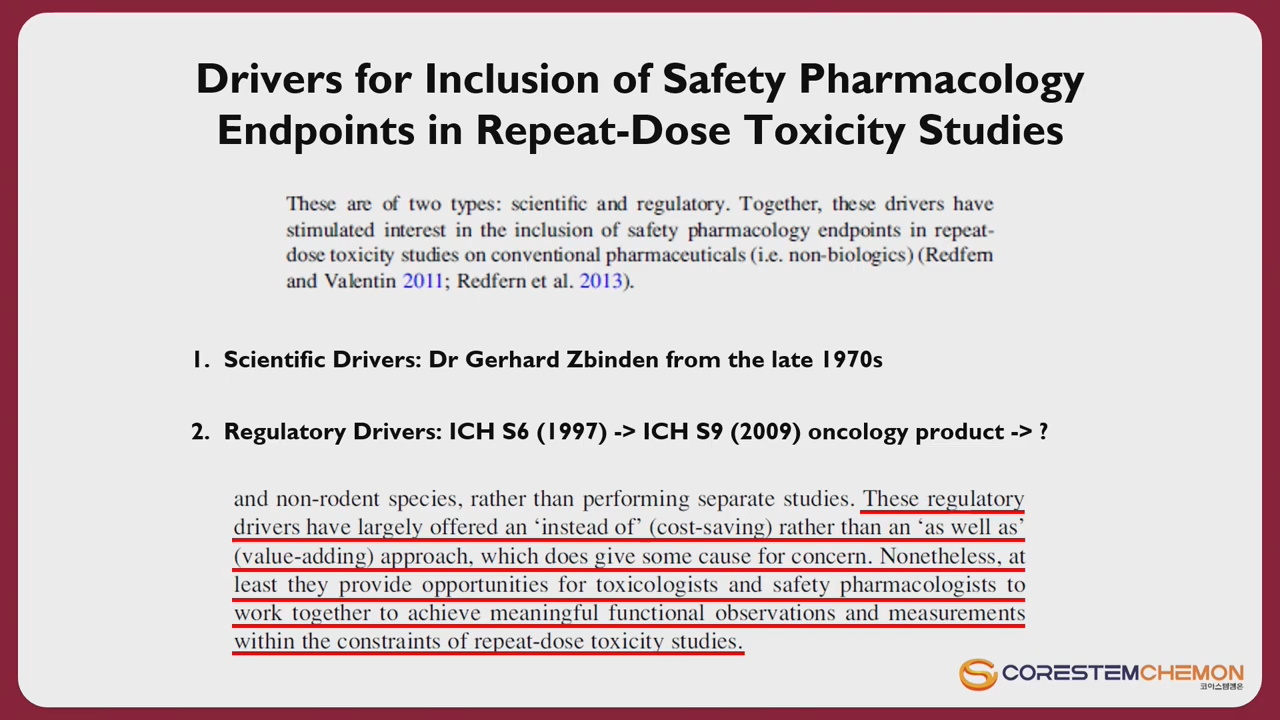 Drivers for Inclusion of Safety Pharmacology
Endpoints in Repeat-Dose Toxicity Studies
These are of two types: scientific and regulatory. Together, these drivers have
stimulated interest in the inclusion of safety pharmacology endpoints in repeat-
dose toxicity studies on conventional pharmaceuticals (i.e. non-biologics) (Redfern
and Valentin 2011; Redfern et al. 2013).
1. Scientific Drivers: Dr Gerhard Zbinden from the late 1970s
2. Regulatory Drivers: ICH S6 (1997) -> ICH S9 (2009) oncology product -> ?
and non-rodent species, rather than performing separate studies. These regulatory
drivers have largely offered an ‘instead of’ (cost-saving) rather than an ‘as well as’
(value-adding) approach, which does give some cause for concern. Nonetheless, at
least they provide opportunities for toxicologists and safety pharmacologists to
work together to achieve meaningful functional observations and measurements
within the constraints of repeat-dose toxicity studies.
CORESTEMCHEMON
코아스템켐온